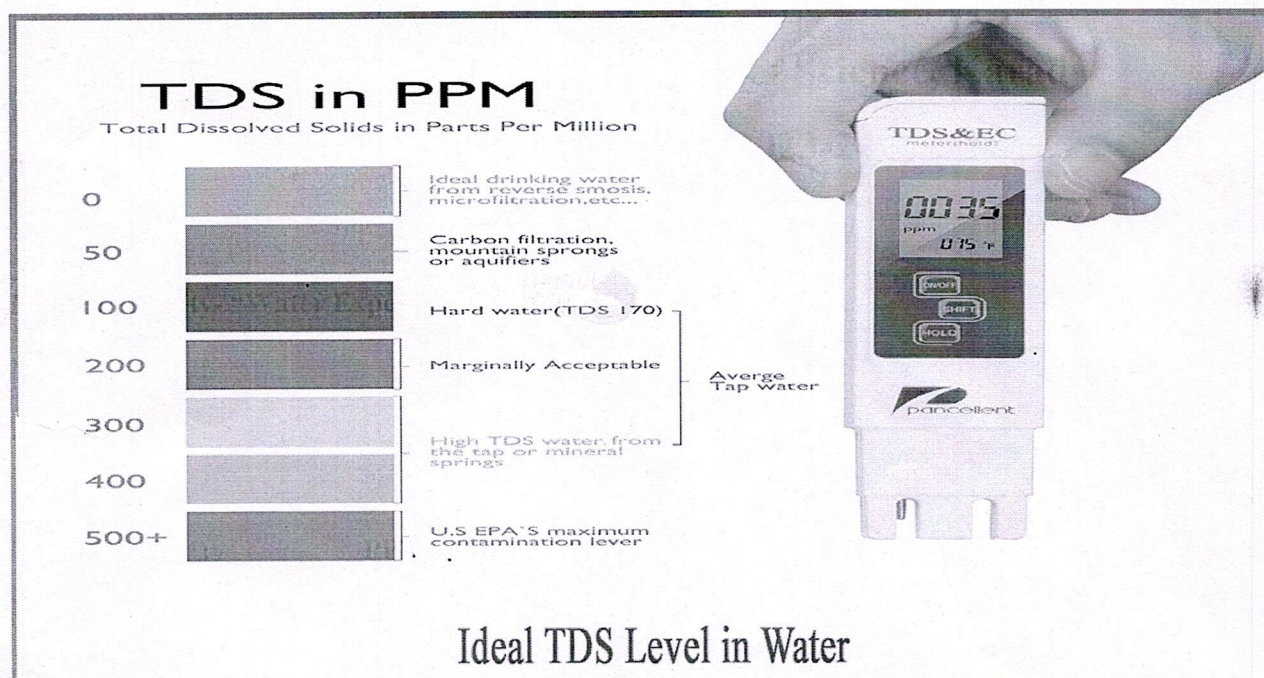 TDS in PPM
Total Dissolved Solids in Parts Per Million
0
Ideal drinking water
from reverse smosis.
microfiltration,etc...
50
Carbon filtration,
mountain sprongs
or aquifiers
100
Hard water(TDS 170)
200
Marginally Acceptable
Averge
Tap water
300
High TDS water, from
the tap or mineral
springs
400
500+
U.S EPA`S maximum
contamination lever
TDS&EC
meter(hold)
0035
ppm
075 °F
ON/OFF
SHIFT
HOLD
pancellent
Ideal TDS Level in Water